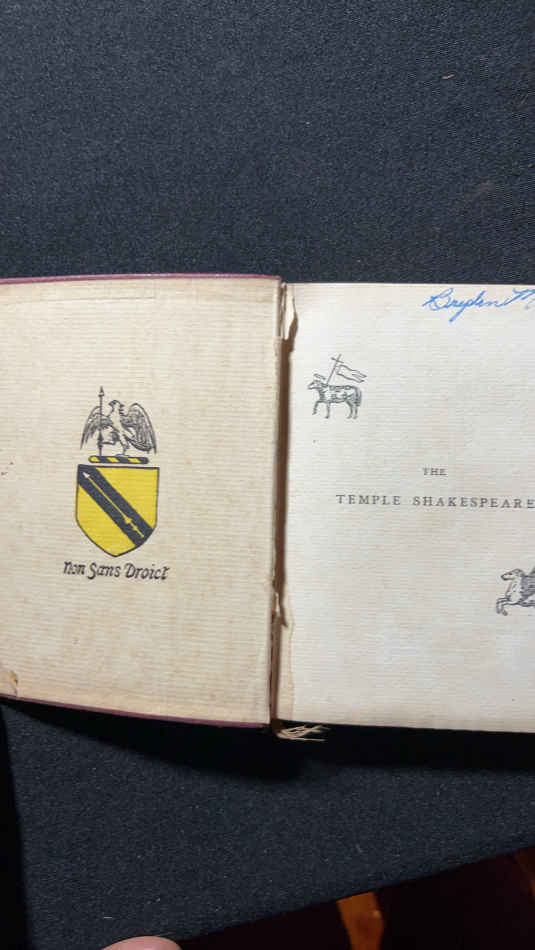 Non Sans Droict
THE
TEMPLE SHAKESPEARE